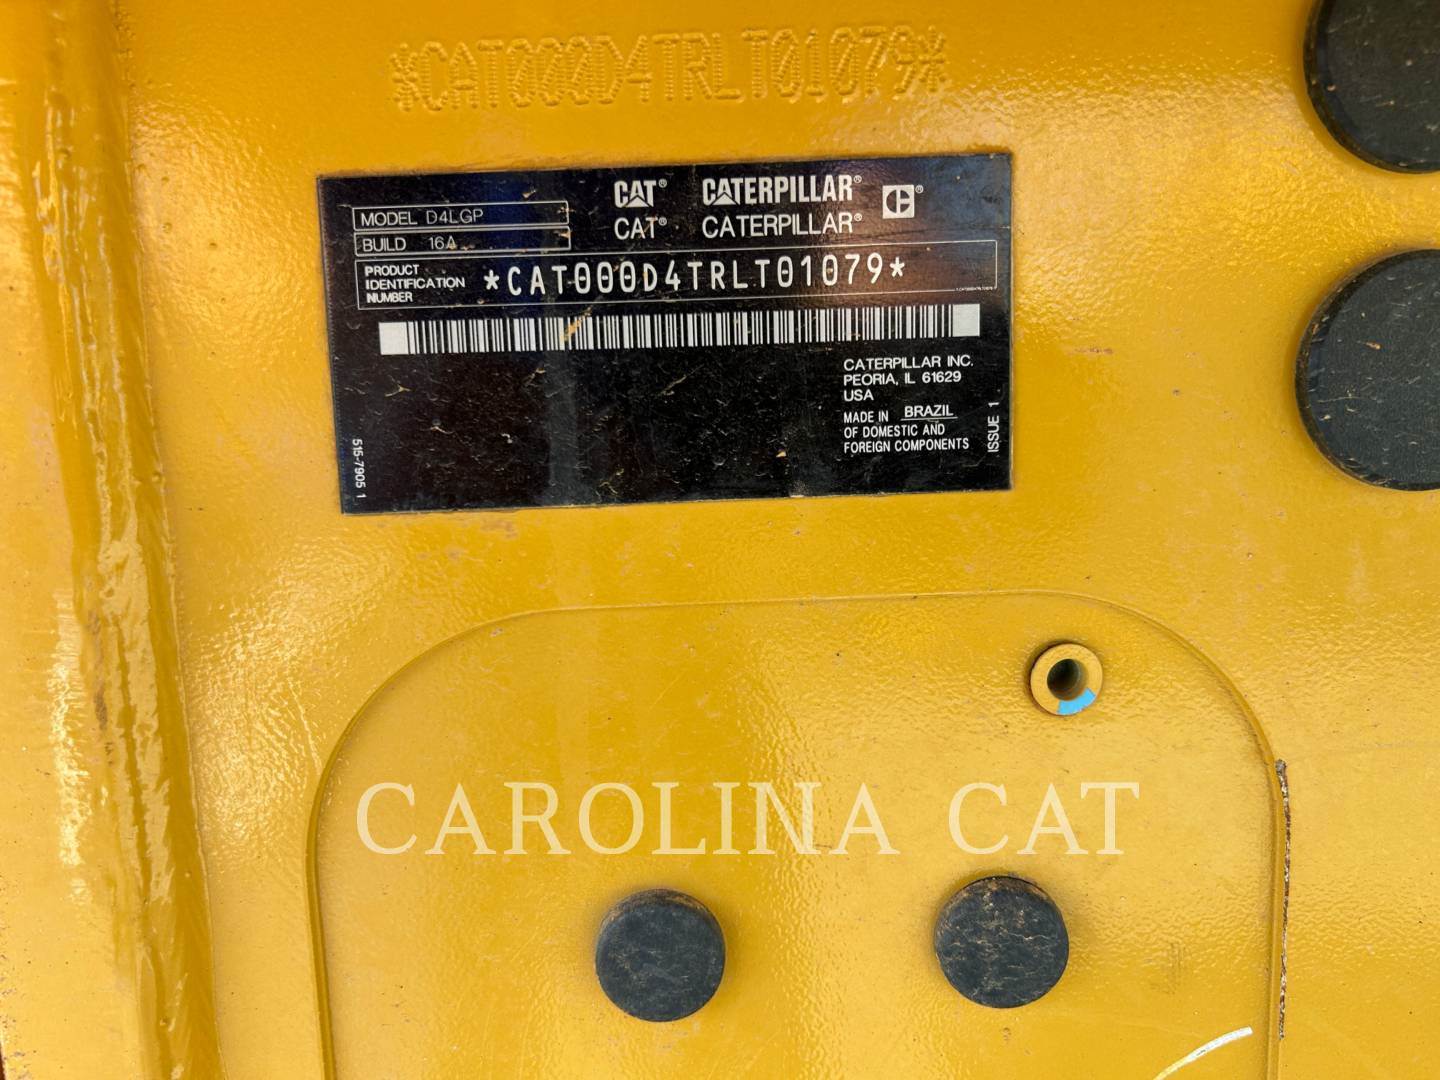 *CAT000D4TRLT01079*
CAT® CATERPILLAR® ®
MODEL D4LGP
CAT® CATERPILLAR®
BUILD 16A
PRODUCT
IDENTIFICATION
NUMBER
*CAT000D4TRLT01079*
CATERPILLAR INC.
PEORIA, IL 61629
USA
MADE IN BRAZIL
OF DOMESTIC AND
FOREIGN COMPONENTS
ISSUE 1
515-7905 1
CAROLINA CAT